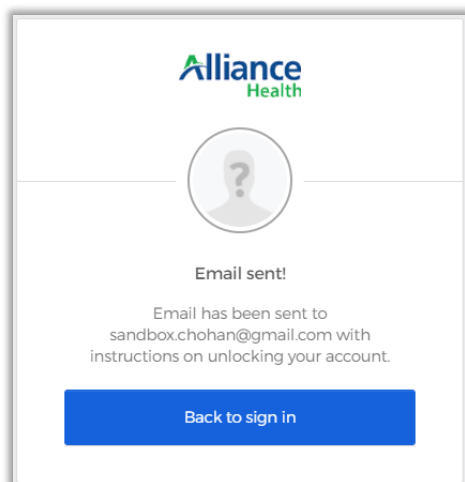 Alliance
Health
?
Email sent!
Email has been sent to
sandbox.chohan@gmail.com with
instructions on unlocking your account.
Back to sign in